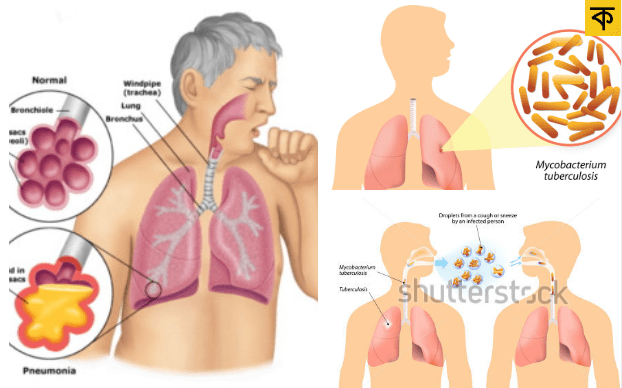 Normal
Bronchiole
sacs
eoli)
Windpipe
(trachea)
Lung
Bronchus
d in
sacs
Pneumonia
ক
Mycobacterium
tuberculosis
Droplets from a cough or sneeze
by an infected person
Mycobacterium
tuberculosis
Tuberculosis
shutterstock